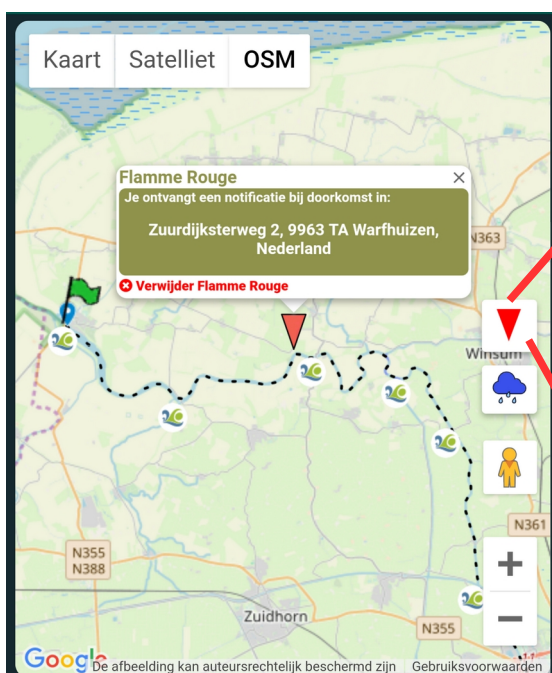 Kaart Satelliet OSM
Flamme Rouge
Je ontvangt een notificatie bij doorkomst in:
Zuurdijksterweg 2, 9963 TA Warfhuizen,
Nederland
Verwijder Flamme Rouge
N363
Winsum
N361
N355
N388
Zuidhorn
N355
Google
De afbeelding kan auteursrechtelijk beschermd zijn Gebruiksvoorwaarden